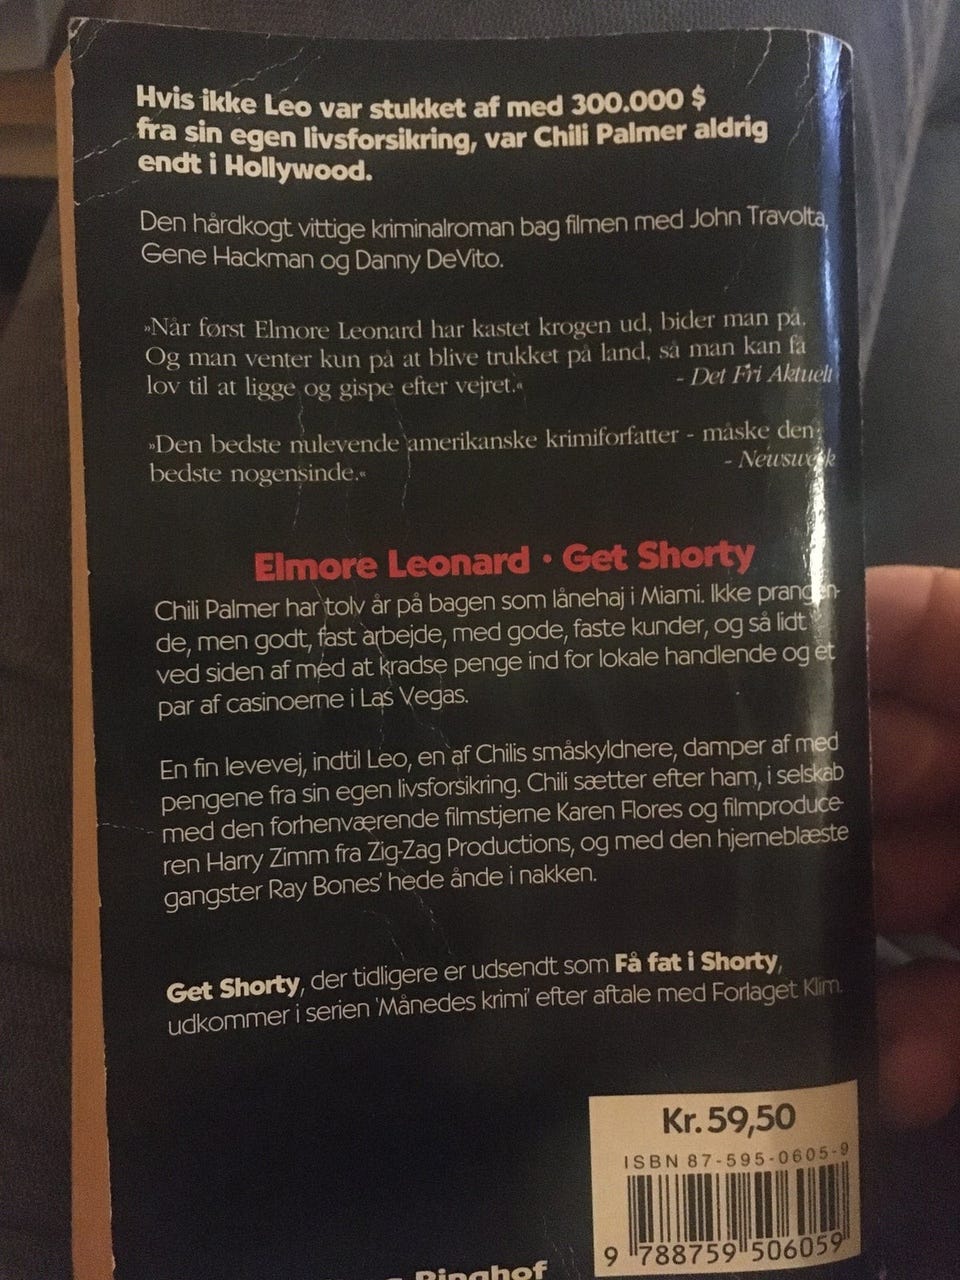 Hvis ikke Leo var stukket af med 300.000 $
fra sin egen livsforsikring, var Chili Palmer aldrig
endt i Hollywood.
Den hårdkogt vittige kriminalroman bag filmen med John Travolta,
Gene Hackman og Danny DeVito.
»Når først Elmore Leonard har kastet krogen ud, bider man på.
Og man venter kun på at blive trukket på land, så man kan få
lov til at ligge og gispe efter vejret.«
- Det Fri Aktuelt
»Den bedste nulevende amerikanske krimiforfatter - måske den
bedste nogensinde.«
- Newsweek
Elmore Leonard · Get Shorty
Chili Palmer har tolv år på bagen som lånehaj i Miami. Ikke prangen-
de, men godt, fast arbejde, med gode, faste kunder, og så lidt
ved siden af med at kradse penge ind for lokale handlende og et
par af casinoerne i Las Vegas.
En fin levevej, indtil Leo, en af Chilis småskyldnere, damper af med
pengene fra sin egen livsforsikring. Chili sætter efter ham, i selskab
med den forhenværende filmstjerne Karen Flores og filmproduce-
ren Harry Zimm fra Zig-Zag Productions, og med den hjerneblæste
gangster Ray Bones' hede ånde i nakken.
Get Shorty, der tidligere er udsendt som Få fat i Shorty,
udkommer i serien 'Månedes krimi' efter aftale med Forlaget Klim.
Kr. 59,50
ISBN 87-595-0605-9
9 788759 506059
Ringhof